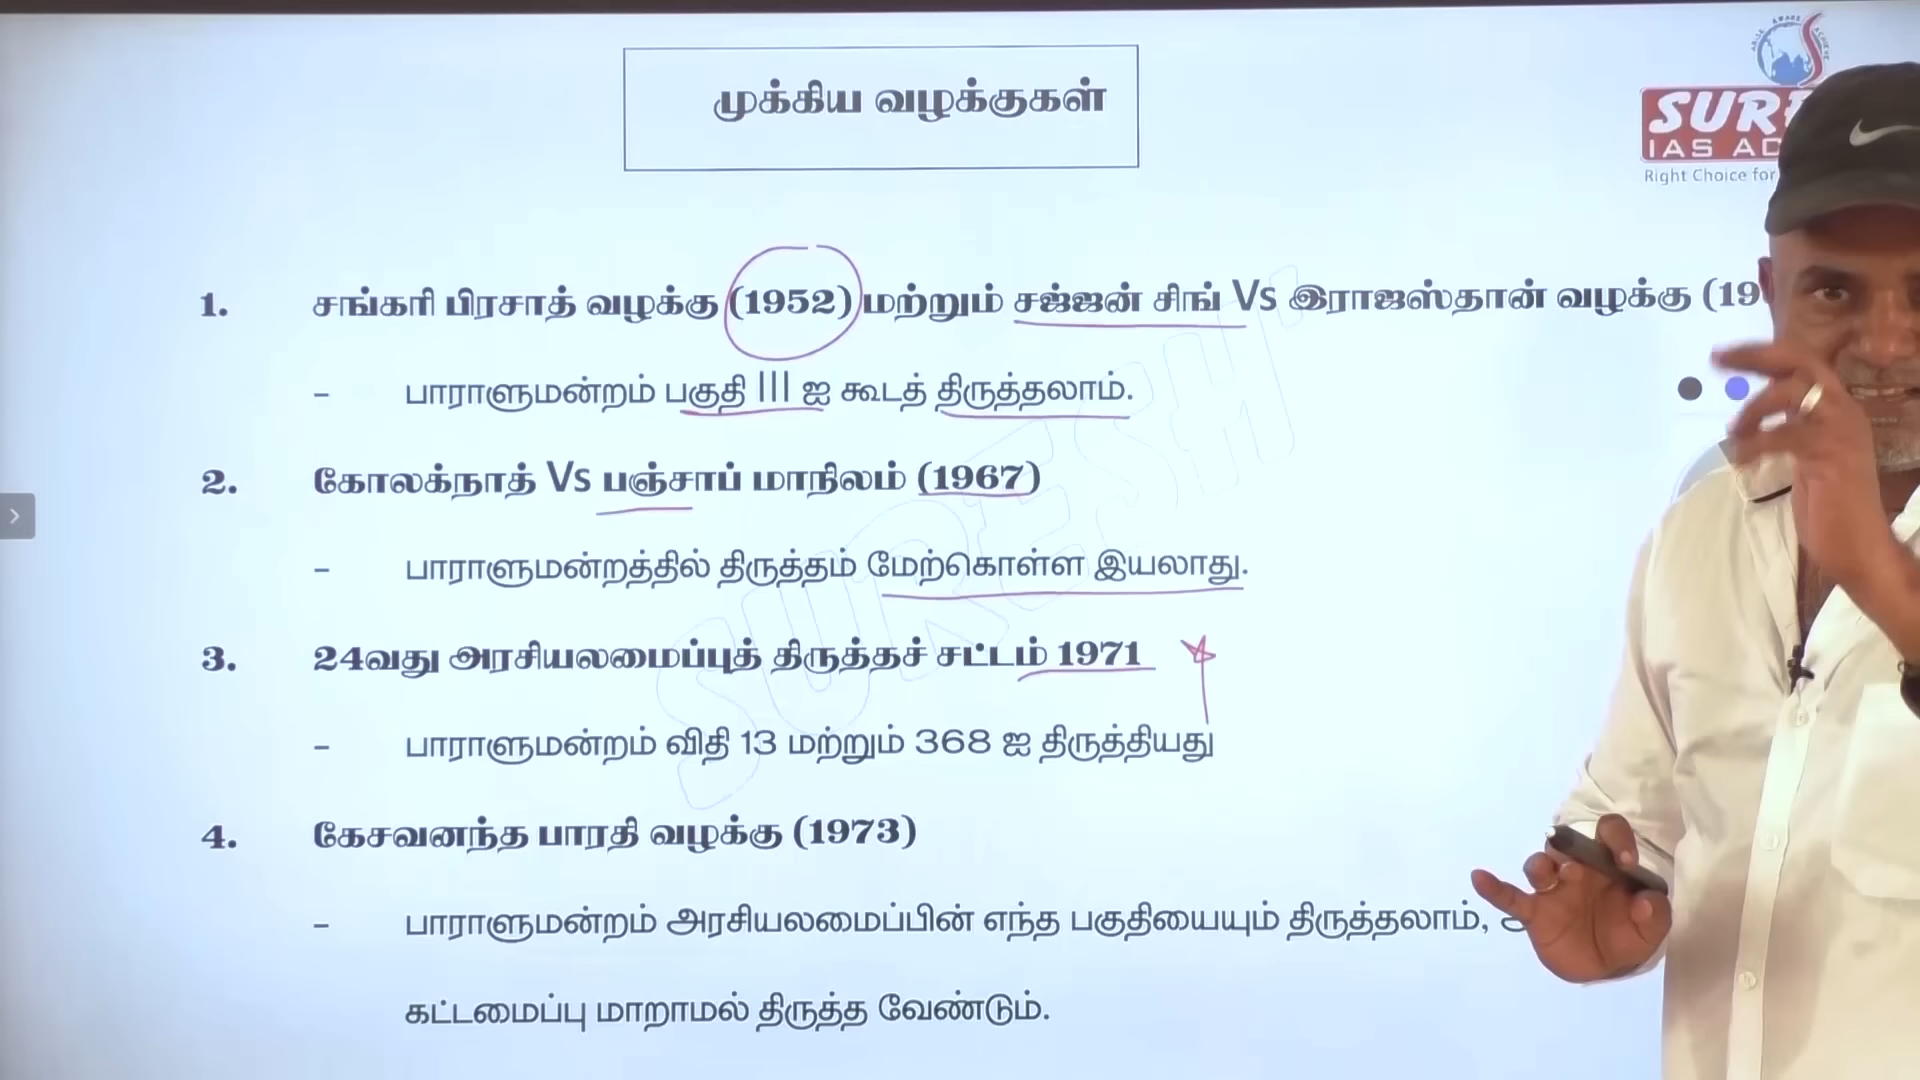 முக்கிய வழக்குகள்
SURE
IAS AC
Right Choice for
1. சங்கரி பிரசாத் வழக்கு (1952) மற்றும் சஜ்ஜன் சிங் Vs இராஜஸ்தான் வழக்கு (19
– பாராளுமன்றம் பகுதி III ஐ கூடத் திருத்தலாம்.
2. கோலக்நாத் Vs பஞ்சாப் மாநிலம் (1967)
– பாராளுமன்றத்தில் திருத்தம் மேற்கொள்ள இயலாது.
3. 24வது அரசியலமைப்புத் திருத்தச் சட்டம் 1971
– பாராளுமன்றம் விதி 13 மற்றும் 368 ஐ திருத்தியது
4. கேசவனந்த பாரதி வழக்கு (1973)
– பாராளுமன்றம் அரசியலமைப்பின் எந்த பகுதியையும் திருத்தலாம்,
கட்டமைப்பு மாறாமல் திருத்த வேண்டும்.
SURESH'